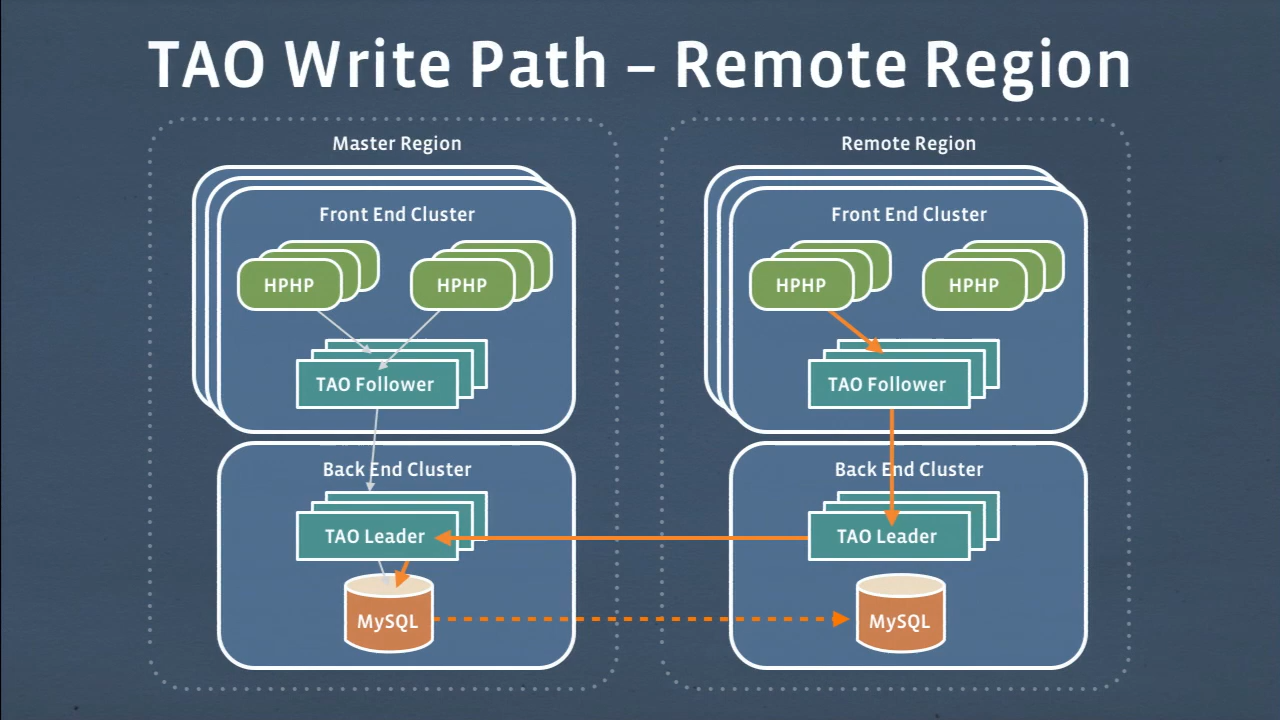 TAO Write Path – Remote Region
Master Region
Front End Cluster
HPHP
HPHP
TAO Follower
Back End Cluster
TAO Leader
MySQL
Remote Region
Front End Cluster
HPHP
HPHP
TAO Follower
Back End Cluster
TAO Leader
MySQL